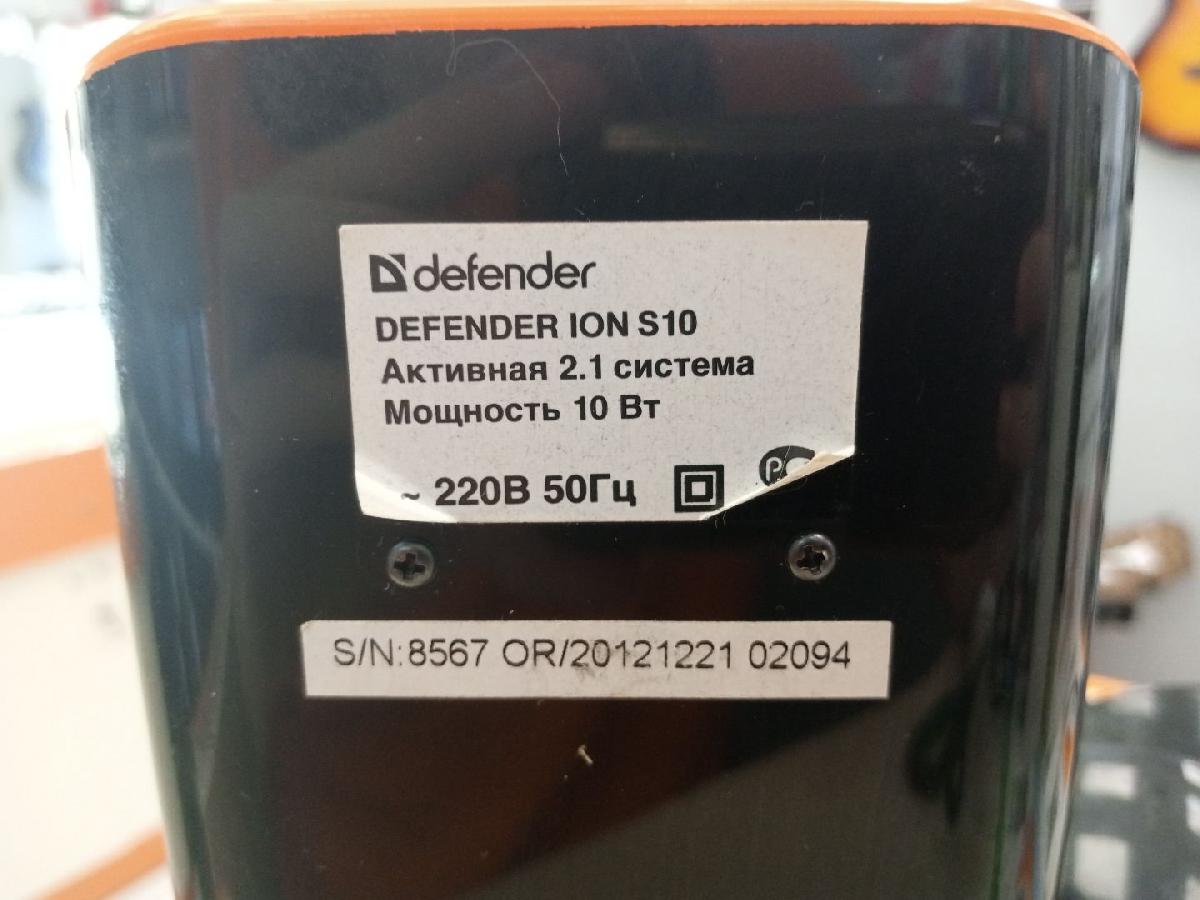 defender
DEFENDER ION S10
Активная 2.1 система
Мощность 10 Вт
~ 220В 50Гц
S/N:8567 OR/20121221 02094